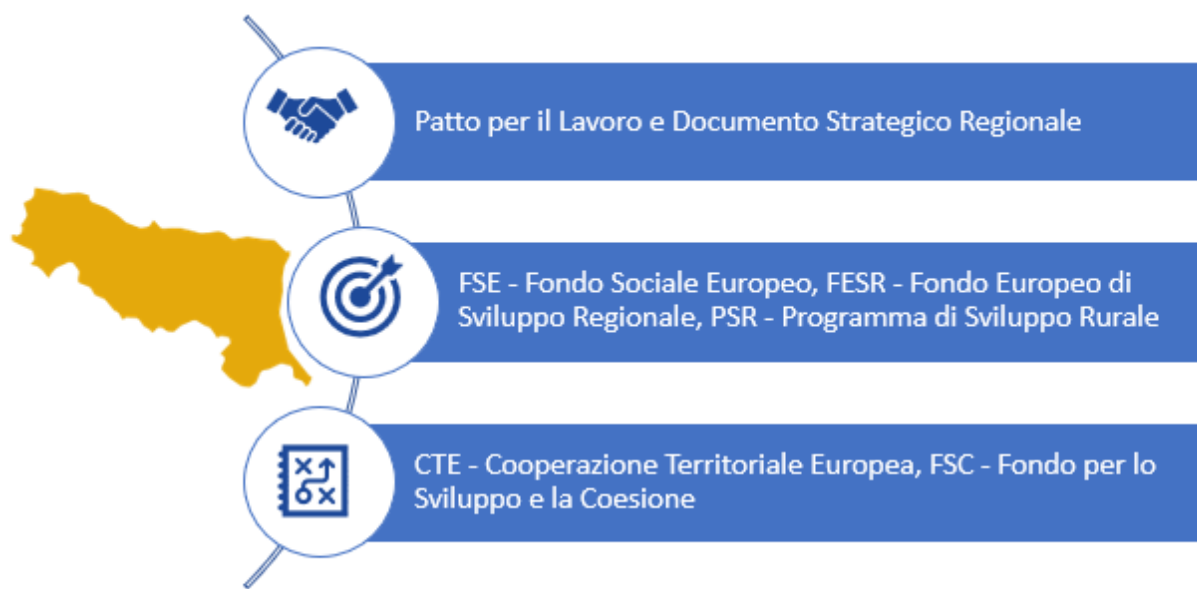 Patto per il Lavoro e Documento Strategico Regionale
FSE - Fondo Sociale Europeo, FESR - Fondo Europeo di
Sviluppo Regionale, PSR - Programma di Sviluppo Rurale
CTE - Cooperazione Territoriale Europea, FSC - Fondo per lo
Sviluppo e la Coesione